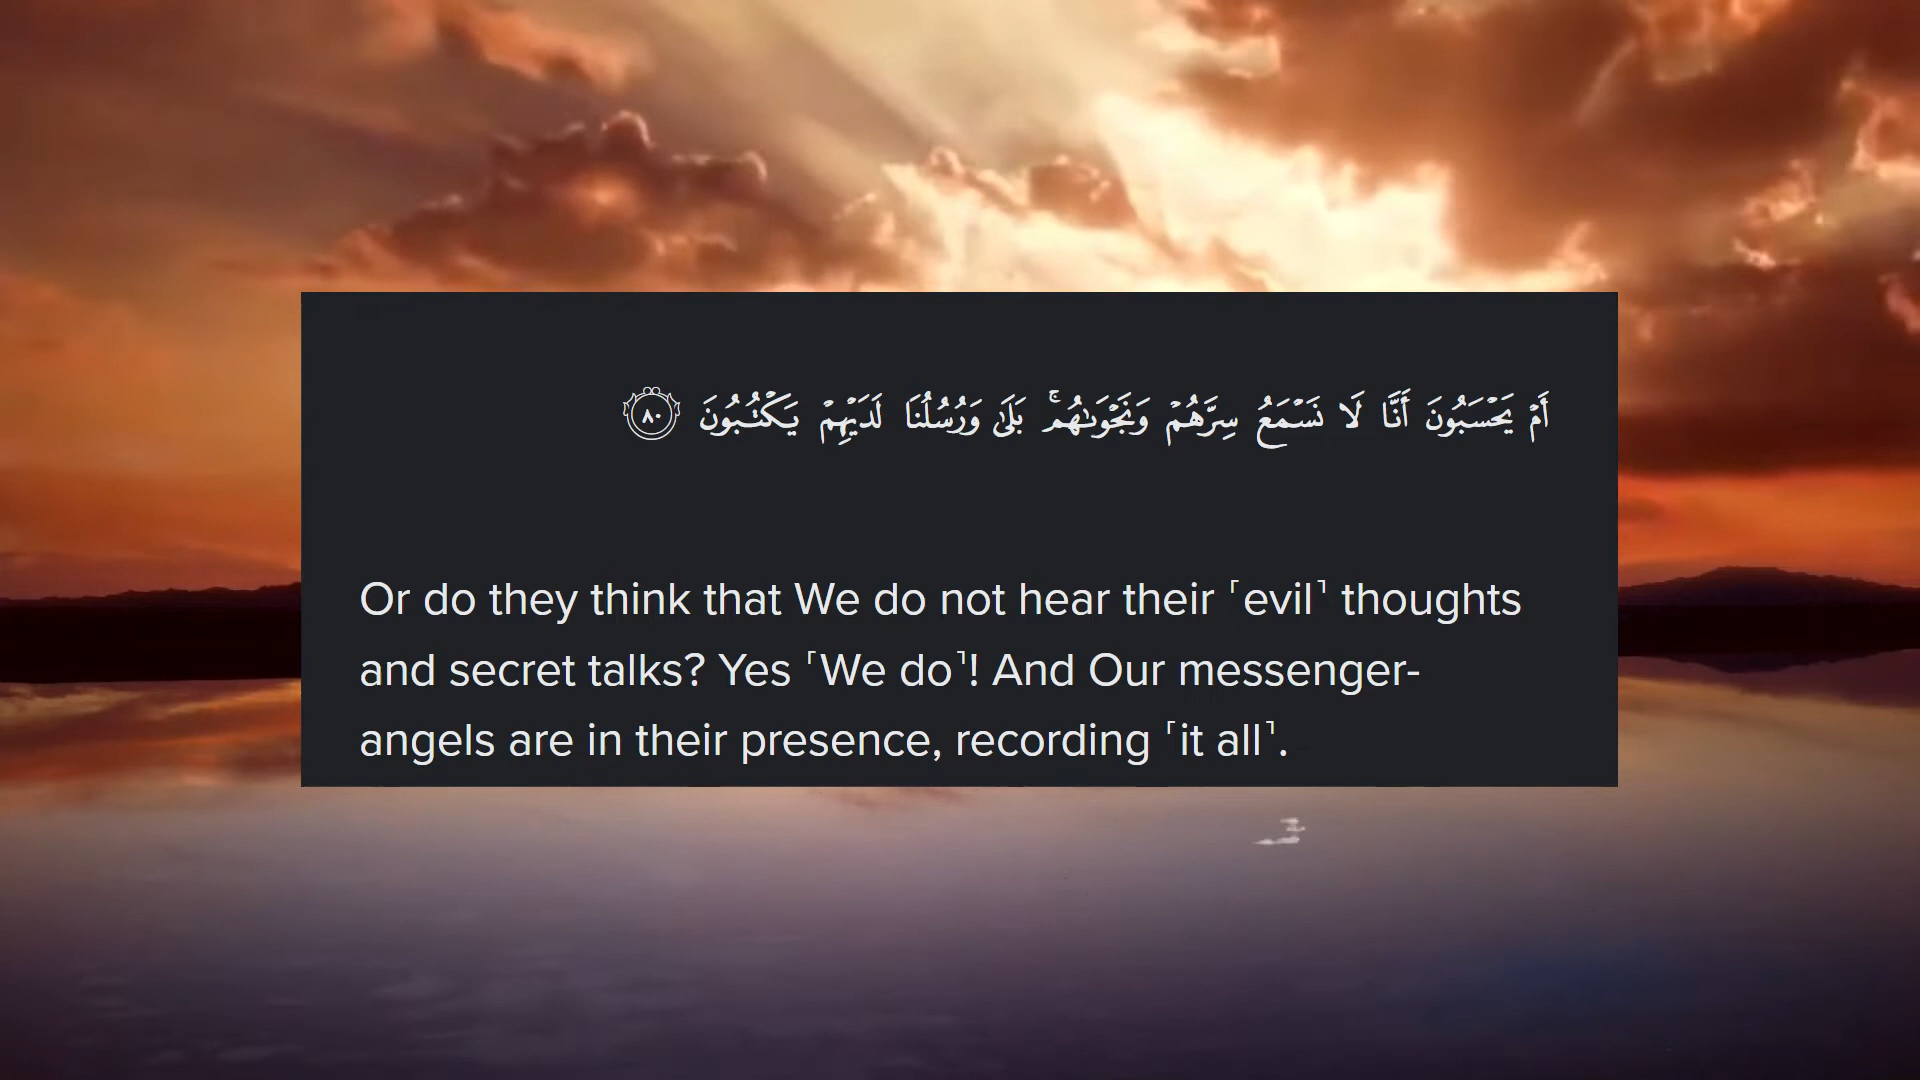 أَمْ يَحْسَبُونَ أَنَّا لَا نَسْمَعُ سِرَّهُمْ وَنَجْوَىٰهُم ۚ بَلَىٰ وَرُسُلُنَا لَدَيْهِمْ يَكْتُبُونَ ٨٠
Or do they think that We do not hear their ˹evil˺ thoughts
and secret talks? Yes ˹We do˺! And Our messenger-
angels are in their presence, recording ˹it all˺.